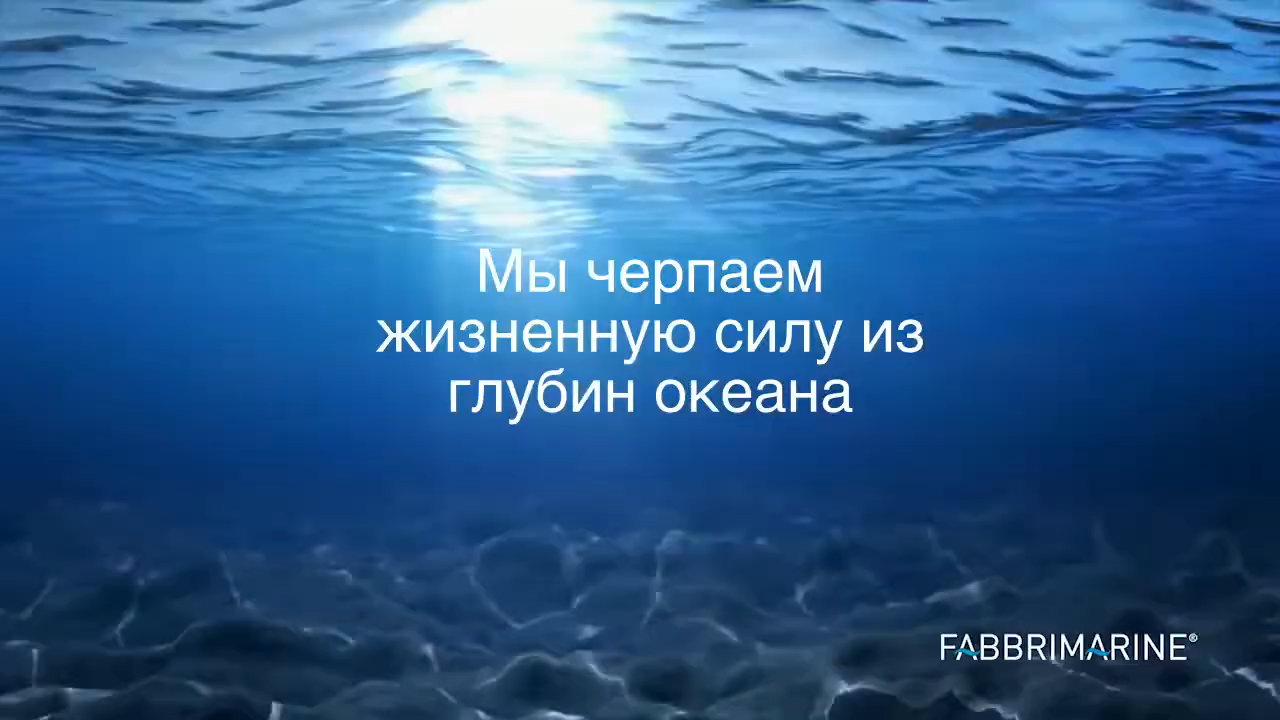 Мы черпаем
жизненную силу из
глубин океана
FABBRIMARINE®